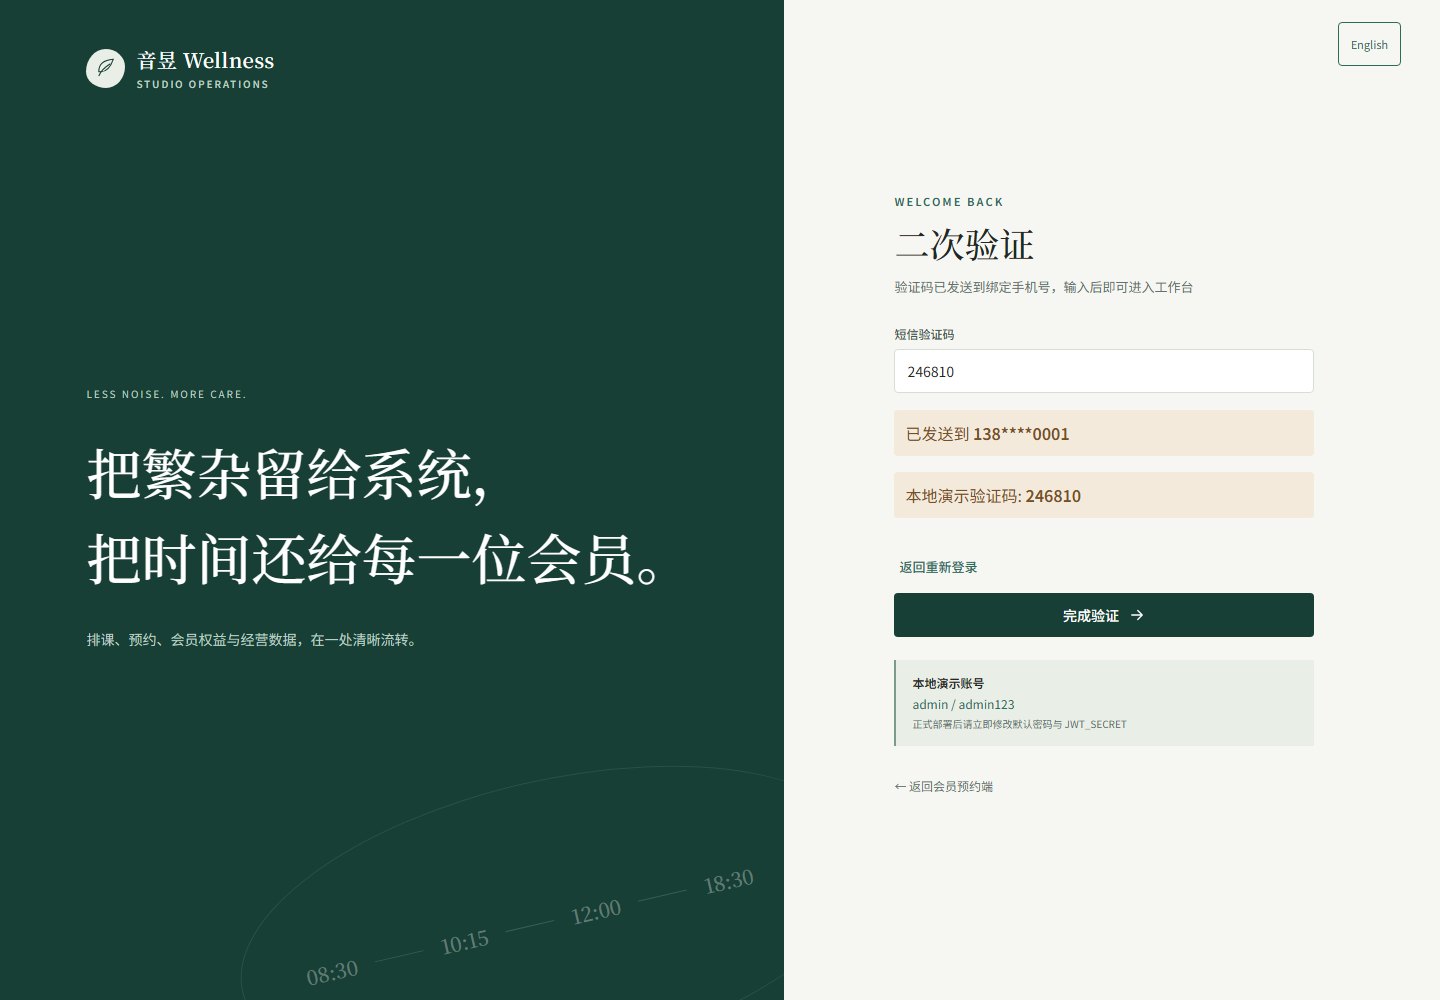 音昱 Wellness
STUDIO OPERATIONS
LESS NOISE. MORE CARE.
把繁杂留给系统，
把时间还给每一位会员。
排课、预约、会员权益与经营数据，在一处清晰流转。
08:30
10:15
12:00
18:30
English
WELCOME BACK
二次验证
验证码已发送到绑定手机号，输入后即可进入工作台
短信验证码
246810
已发送到 138****0001
本地演示验证码: 246810
返回重新登录
完成验证 →
本地演示账号
admin / admin123
正式部署后请立即修改默认密码与 JWT_SECRET
← 返回会员预约端